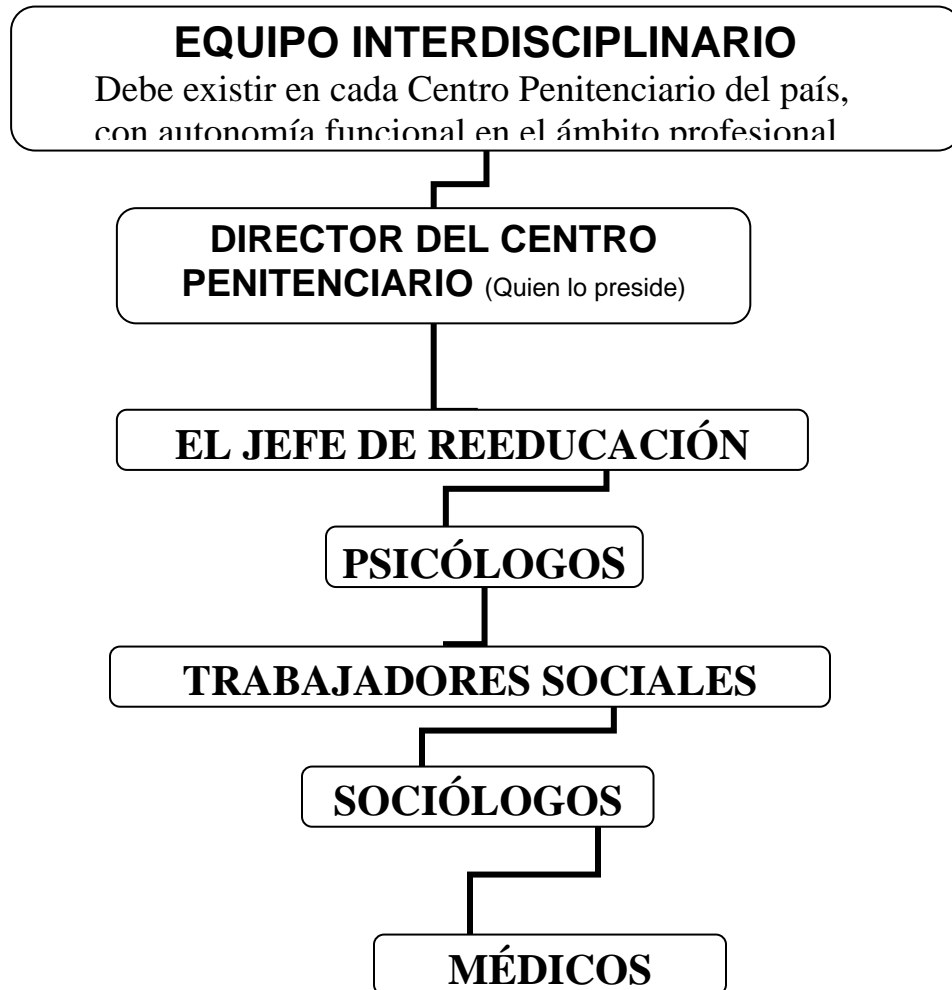 EQUIPO INTERDISCIPLINARIO
Debe existir en cada Centro Penitenciario del país,
con autonomía funcional en el ámbito profesional
DIRECTOR DEL CENTRO
PENITENCIARIO (Quien lo preside)
EL JEFE DE REEDUCACIÓN
PSICÓLOGOS
TRABAJADORES SOCIALES
SOCIÓLOGOS
MÉDICOS